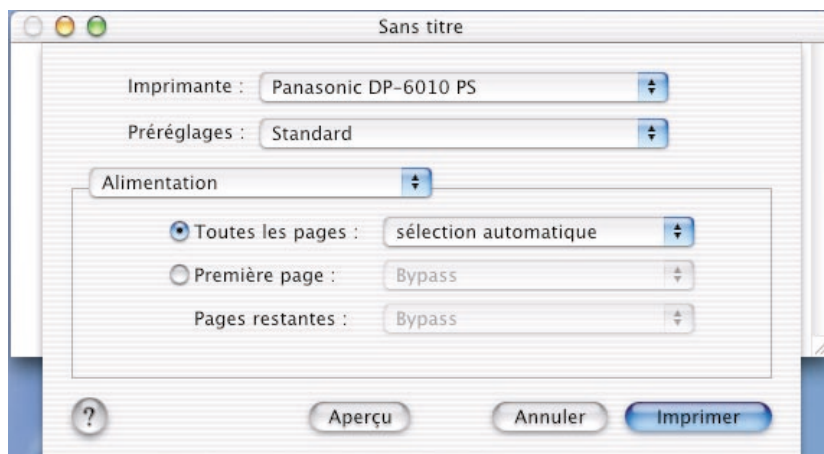 Sans titre
Imprimante : Panasonic DP-6010 PS
Préréglages : Standard
Alimentation
Toutes les pages : sélection automatique
Première page : Bypass
Pages restantes : Bypass
? Aperçu Annuler Imprimer